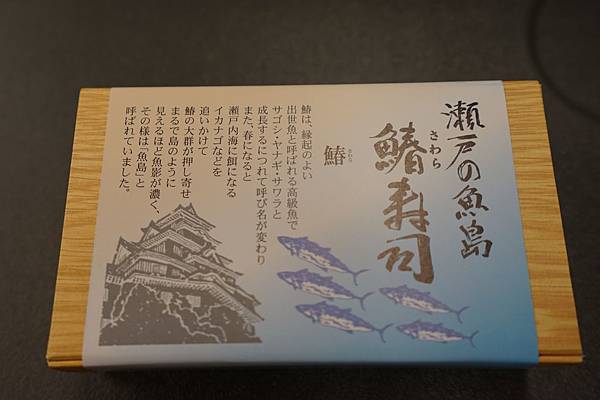 瀬戸の魚島
さわら
鰆寿司
さわら
鰆
鰆は、縁起のよい
出世魚と呼ばれる高級魚で
サゴシ・ヤナギ・サワラと
成長するにつれて呼び名が変わり
また、春になると
瀬戸内海に餌になる
イカナゴなどを
追いかけて
鰆の大群が押し寄せ
まるで島のように
見えるほど魚影が濃く、
その様は「魚島」と
呼ばれていました。